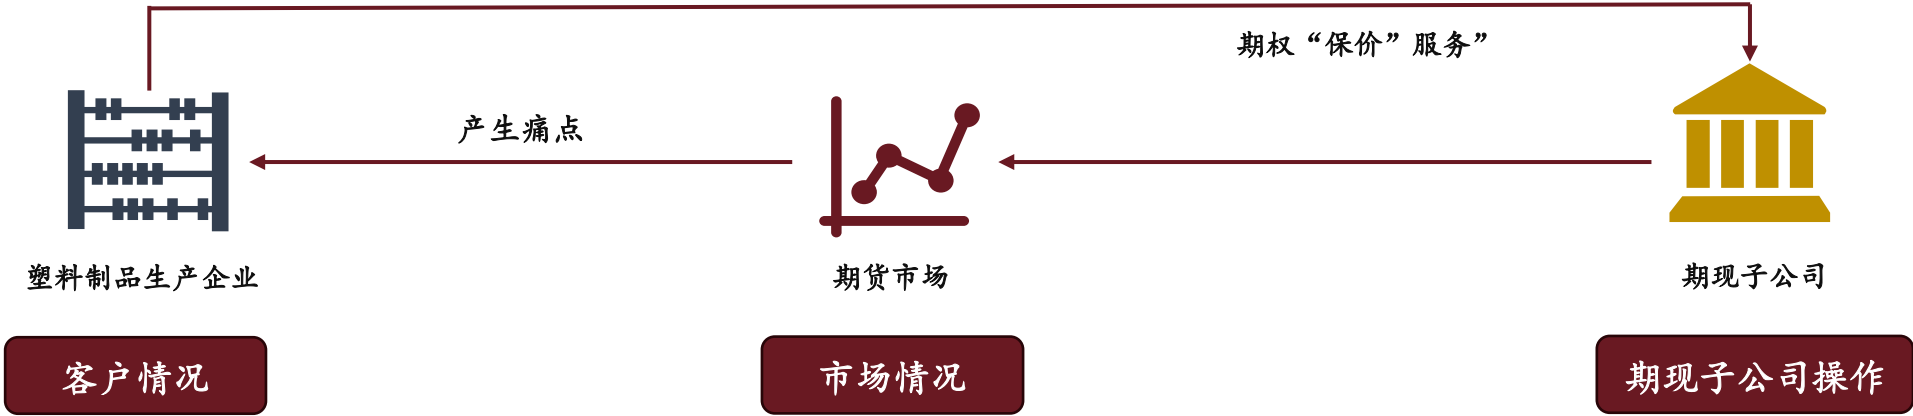 期权“保价”服务”
产生痛点
塑料制品生产企业
期货市场
期现子公司
客户情况
市场情况
期现子公司操作